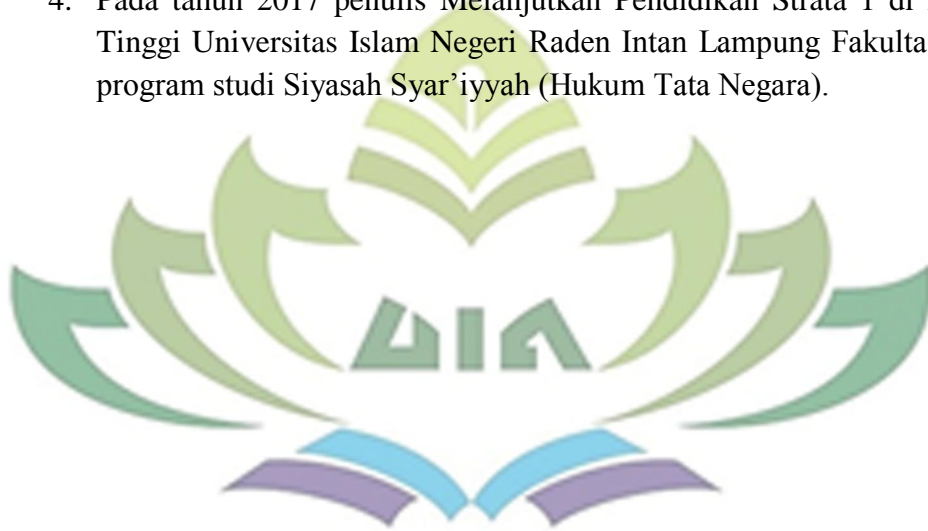 4. Pada tahun 2017 penulis Melanjutkan Pendidikan Strata 1 di
Tinggi Universitas Islam Negeri Raden Intan Lampung Fakulta
program studi Siyasah Syar’iyyah (Hukum Tata Negara).